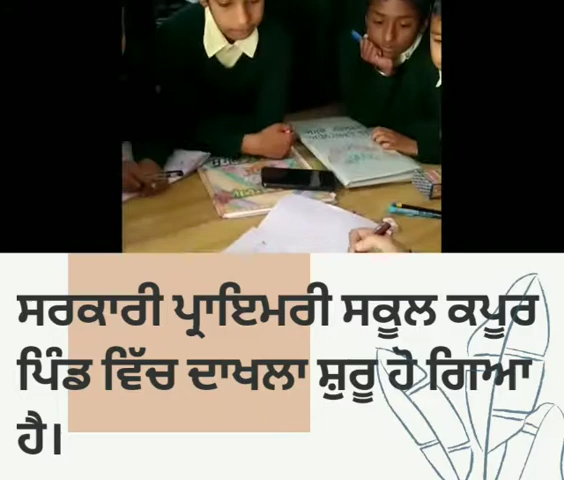 ਸਰਕਾਰੀ ਪ੍ਰਾਇਮਰੀ ਸਕੂਲ ਕਪੂਰ
ਪਿੰਡ ਵਿੱਚ ਦਾਖਲਾ ਸ਼ੁਰੂ ਹੋ ਗਿਆ
ਹੈ।